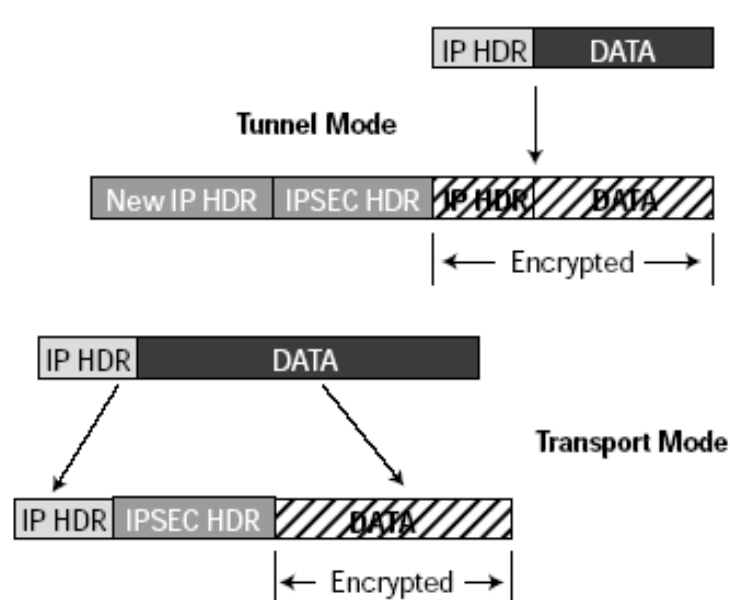 IP HDR DATA
Tunnel Mode
New IP HDR IPSEC HDR IP HDR DATA
Encrypted
IP HDR DATA
Transport Mode
IP HDR IPSEC HDR DATA
Encrypted